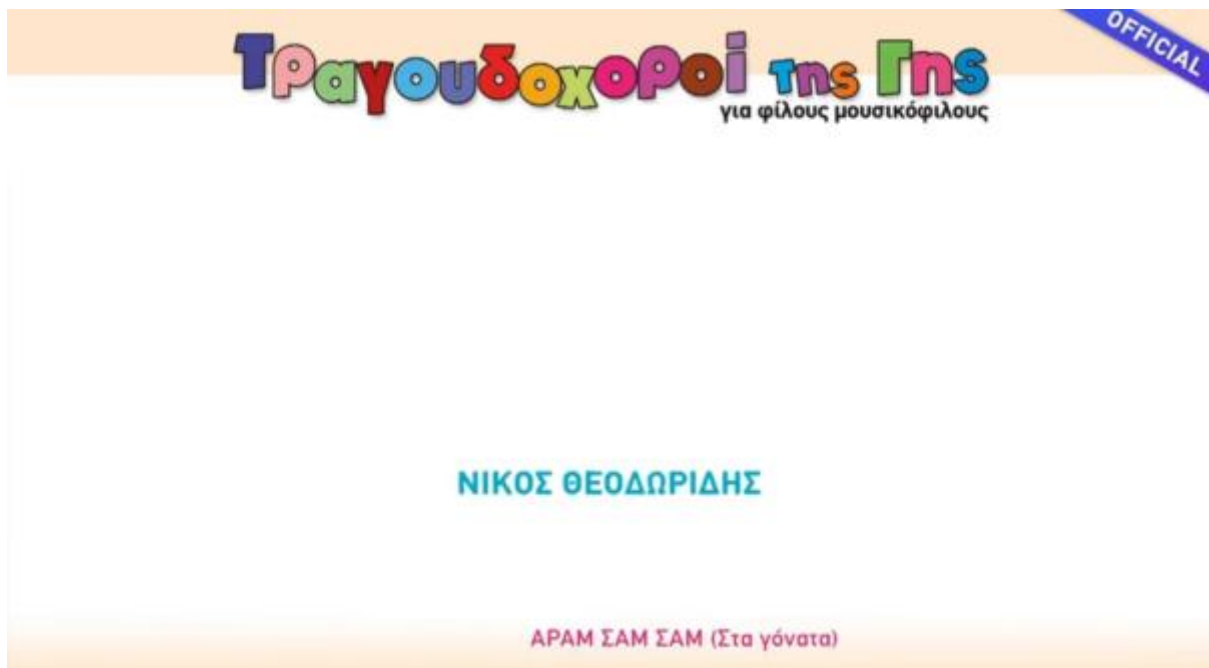 Τραγουδοχοροί της Γης
OFFICIAL
για φίλους μουσικόφιλους
ΝΙΚΟΣ ΘΕΟΔΩΡΙΔΗΣ
ΑΡΑΜ ΣΑΜ ΣΑΜ (Στα γόνατα)